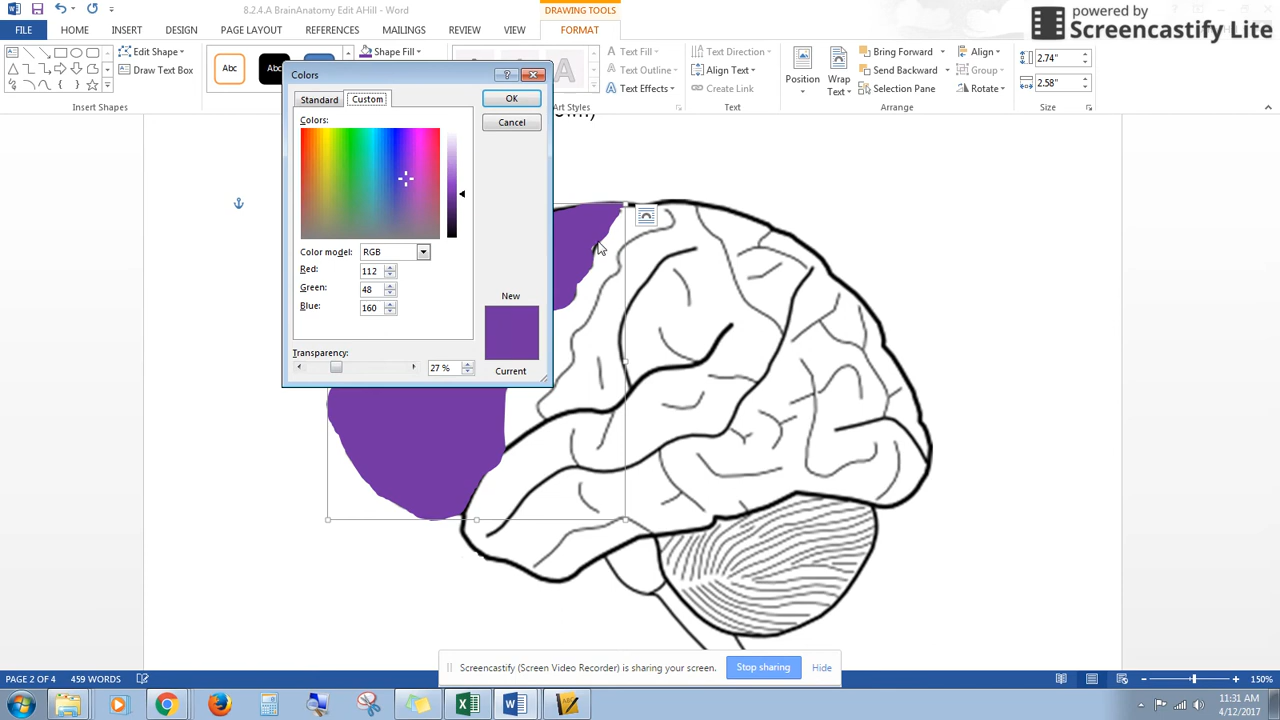 8.2.4.A BrainAnatomy Edit AHill - Word
DRAWING TOOLS
powered by
Screencastify Lite
FILE HOME INSERT DESIGN PAGE LAYOUT REFERENCES MAILINGS REVIEW VIEW FORMAT
Edit Shape
Draw Text Box
Insert Shapes
Abc
Abc
Shape Fill
Text Fill
Text Outline
Text Effects
Art Styles
Text Direction
Align Text
Create Link
Text
Position
Wrap
Text
Bring Forward
Send Backward
Selection Pane
Align
Group
Rotate
Arrange
2.74"
2.58"
Size
Colors
Standard
Custom
OK
Cancel
Colors:
Color model: RGB
Red: 112
Green: 48
Blue: 160
Transparency:
27 %
New
Current
Screencastify (Screen Video Recorder) is sharing your screen.
Stop sharing
Hide
PAGE 2 OF 4 459 WORDS
150%
11:31 AM
4/12/2017